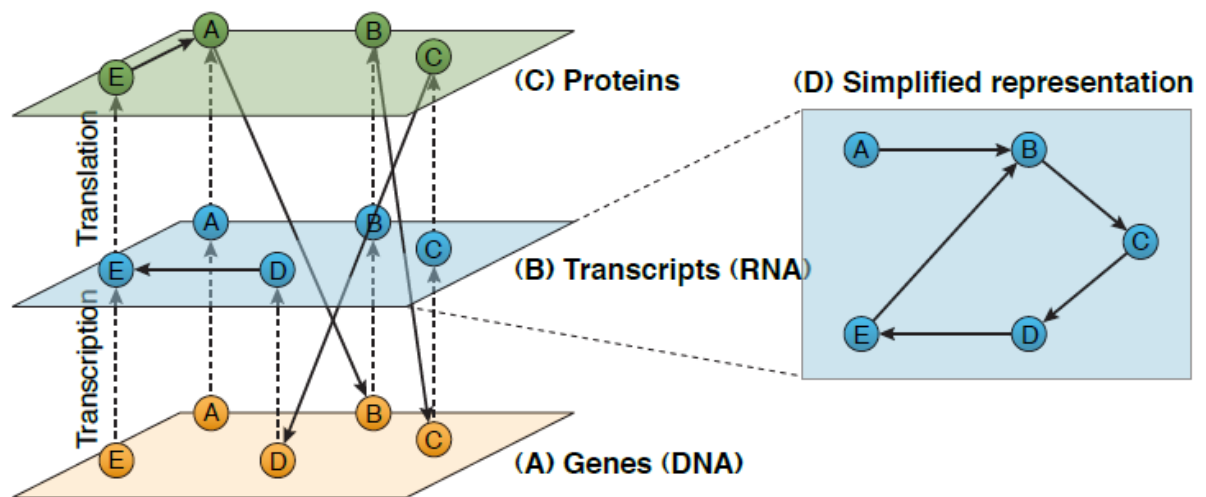 A
B
C
E
(C) Proteins
(D) Simplified representation
Translation
A
B
C
E
D
(B) Transcripts (RNA)
Transcription
A
B
C
E
D
(A) Genes (DNA)
A
B
C
E
D